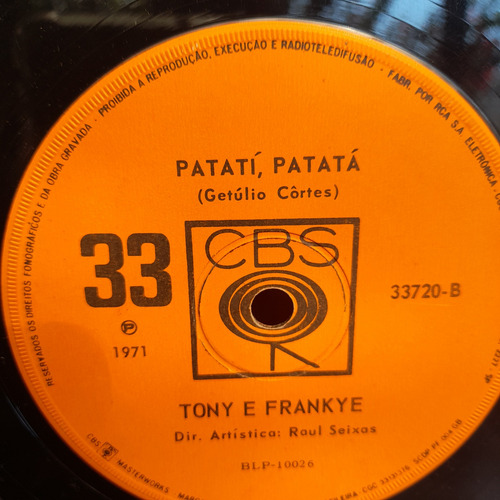 RESERVADOS OS DIREITOS FONOGRAFICOS E DA OBRA GRAVADA - PROIBIDA A REPRODUÇÃO, EXECUÇÃO E RADIOTELEDIFUSÃO - FABR. POR RCA S.A. ELETRÔNICA
PATATÍ, PATATÁ
(Getúlio Côrtes)
33
CBS
33720-B
P
1971
TONY E FRANKYE
Dir. Artística: Raul Seixas
BLP-10026
CBS
MASTERWORKS